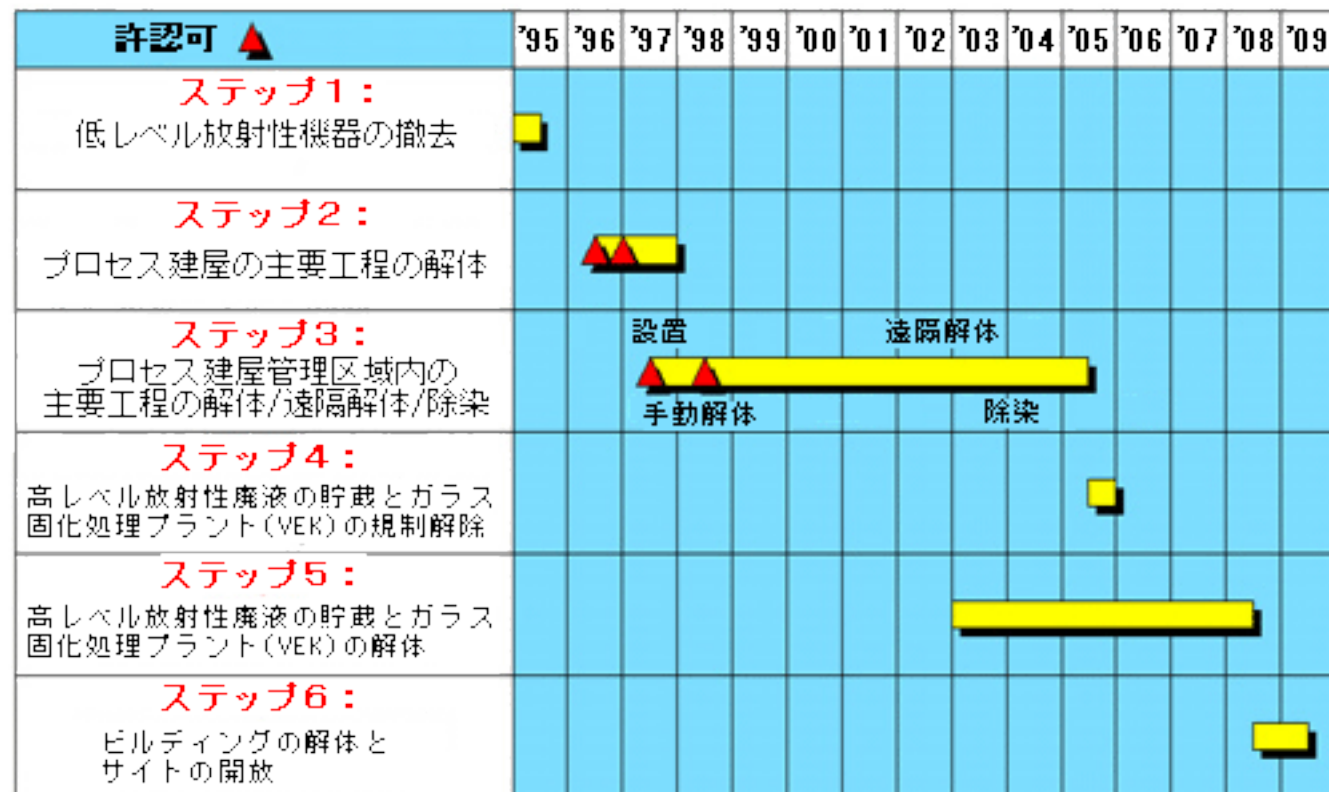 許認可
'95 '96 '97 '98 '99 '00 '01 '02 '03 '04 '05 '06 '07 '08 '09
ステップ1：
低レベル放射性機器の撤去
ステップ2：
プロセス建屋の主要工程の解体
ステップ3：
プロセス建屋管理区域内の
主要工程の解体/遠隔解体/除染
設置
遠隔解体
手動解体
除染
ステップ4：
高レベル放射性廃液の貯蔵とガラス
固化処理プラント(VEK)の規制解除
ステップ5：
高レベル放射性廃液の貯蔵とガラス
固化処理プラント(VEK)の解体
ステップ6：
ビルディングの解体と
サイトの開放